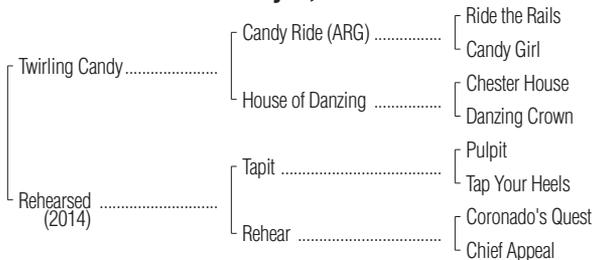 Ride the Rails
Candy Ride (ARG) ................
Candy Girl
Twirling Candy......................
Chester House
House of Danzing ................
Danzing Crown
Pulpit
Tapit ......................................
Tap Your Heels
Rehearsed ............................
(2014)
Coronado's Quest
Rehear ..................................
Chief Appeal